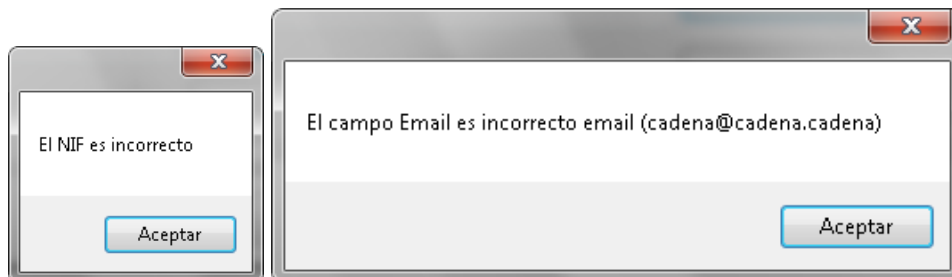 El NIF es incorrecto
Aceptar
El campo Email es incorrecto email (cadena@cadena.cadena)
Aceptar